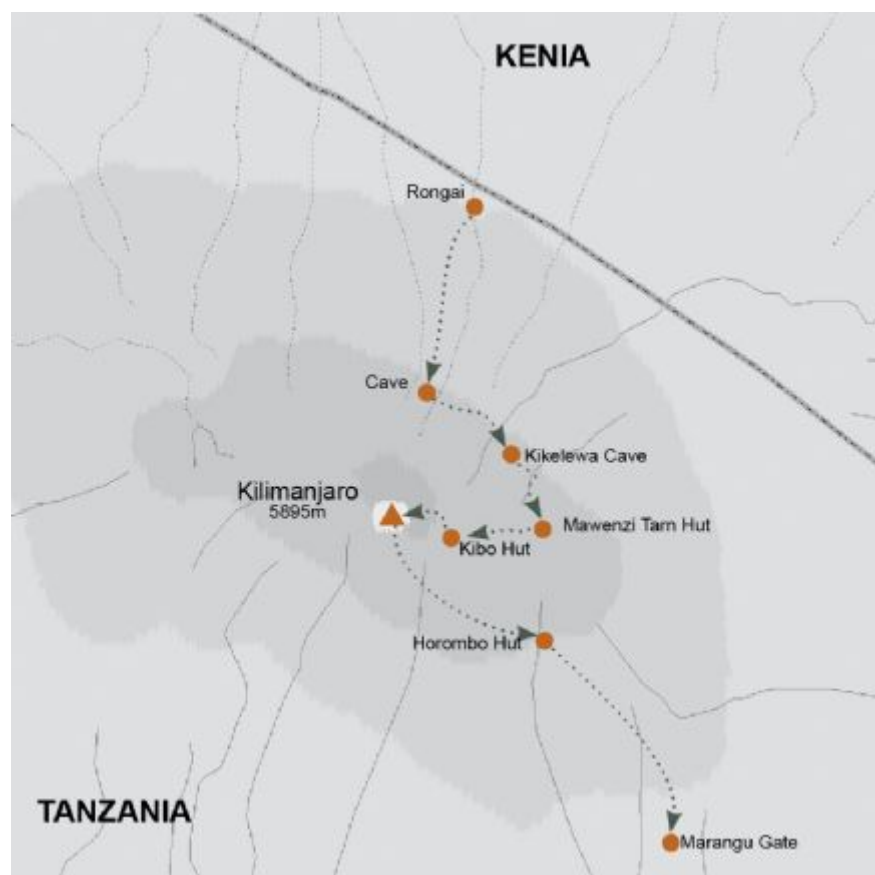 KENIA
Rongai
Cave
Kikelewa Cave
Kilimanjaro
5895m
Mawenzi Tarn Hut
Kibo Hut
Horombo Hut
TANZANIA
Marangu Gate